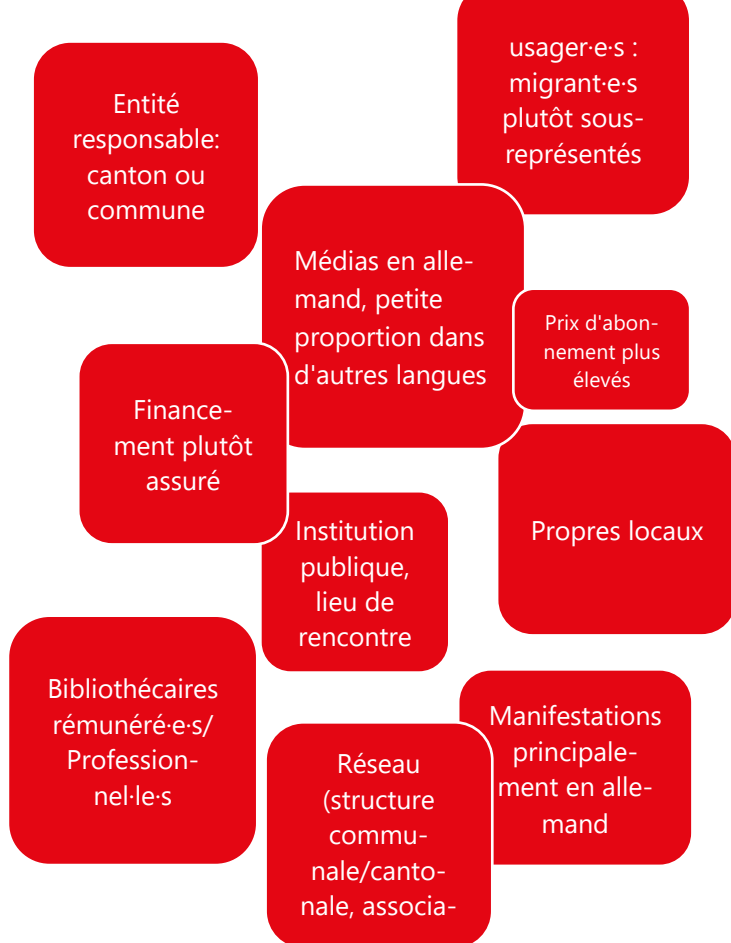 usager·e·s :
migrant·e·s
plutôt sous-
représentés
Entité
responsable:
canton ou
commune
Médias en alle-
mand, petite
proportion dans
d'autres langues
Prix d'abon-
nement plus
élevés
Finance-
ment plutôt
assuré
Institution
publique,
lieu de
rencontre
Propres locaux
Bibliothécaires
rémunéré·e·s/
Profession-
nel·le·s
Manifestations
principale-
ment en alle-
mand
Réseau
(structure
commu-
nale/canto-
nale, associa-